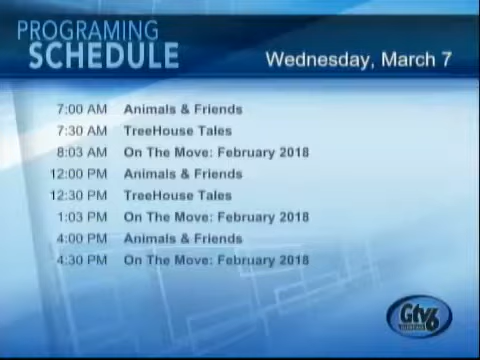 PROGRAMING
SCHEDULE
Wednesday, March 7
7:00 AM Animals & Friends
7:30 AM TreeHouse Tales
8:03 AM On The Move: February 2018
12:00 PM Animals & Friends
12:30 PM TreeHouse Tales
1:03 PM On The Move: February 2018
4:00 PM Animals & Friends
4:30 PM On The Move: February 2018
Gtv6